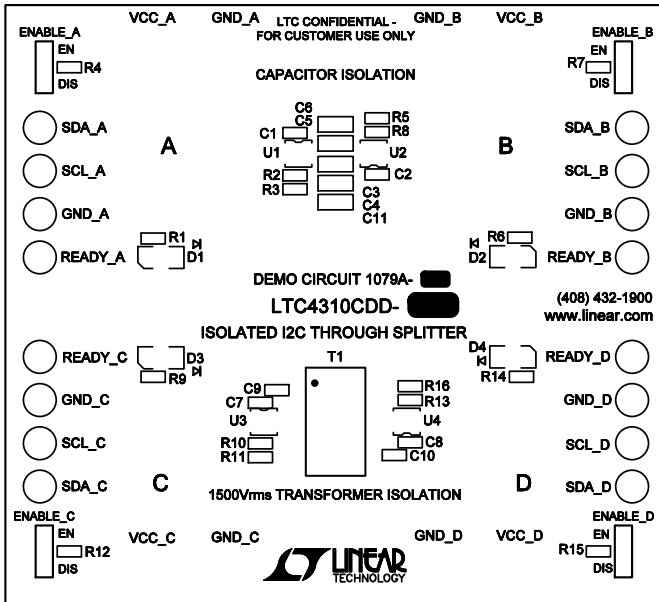 VCC_A GND_A LTC CONFIDENTIAL - GND_B VCC_B
FOR CUSTOMER USE ONLY
ENABLE_A ENABLE_B
EN EN
R4 R7
DIS DIS
CAPACITOR ISOLATION
C6
C5 R5
C1 R8
SDA_A A B SDA_B
U1 U2
SCL_A R2 C2 SCL_B
R3 C3
C4
C11
GND_A GND_B
R1 R6
READY_A D1 D2 READY_B
DEMO CIRCUIT 1079A-
LTC4310CDD-
(408) 432-1900
www.linear.com
ISOLATED I2C THROUGH SPLITTER
READY_C D3 T1 D4 READY_D
R9 R14
C9 R16
GND_C C7 R13 GND_D
U3 U4
SCL_C R10 C8 SCL_D
R11 C10
SDA_C C D SDA_D
1500Vrms TRANSFORMER ISOLATION
ENABLE_C ENABLE_D
EN EN
VCC_C GND_C GND_D VCC_D
R12 R15
DIS DIS
LINEAR
TECHNOLOGY